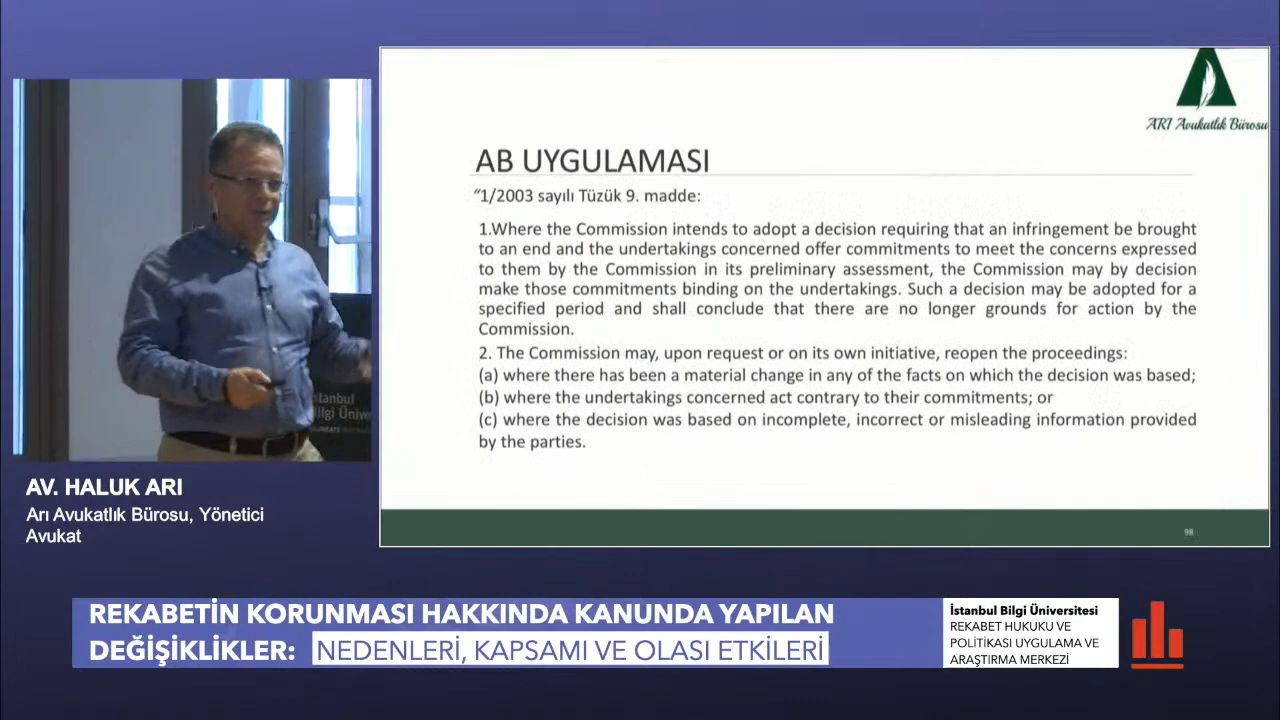 ARI Avukatlık Bürosu
AB UYGULAMASI
“1/2003 sayılı Tüzük 9. madde:
1.Where the Commission intends to adopt a decision requiring that an infringement be brought
to an end and the undertakings concerned offer commitments to meet the concerns expressed
to them by the Commission in its preliminary assessment, the Commission may by decision
make those commitments binding on the undertakings. Such a decision may be adopted for a
specified period and shall conclude that there are no longer grounds for action by the
Commission.
2. The Commission may, upon request or on its own initiative, reopen the proceedings:
(a) where there has been a material change in any of the facts on which the decision was based;
(b) where the undertakings concerned act contrary to their commitments; or
(c) where the decision was based on incomplete, incorrect or misleading information provided
by the parties.
98
İstanbul
Bilgi Ünive
AV. HALUK ARI
Arı Avukatlık Bürosu, Yönetici
Avukat
REKABETİN KORUNMASI HAKKINDA KANUNDA YAPILAN
DEĞİŞİKLİKLER: NEDENLERİ, KAPSAMI VE OLASI ETKİLERİ
İstanbul Bilgi Üniversitesi
REKABET HUKUKU VE
POLİTİKASI UYGULAMA VE
ARAŞTIRMA MERKEZİ